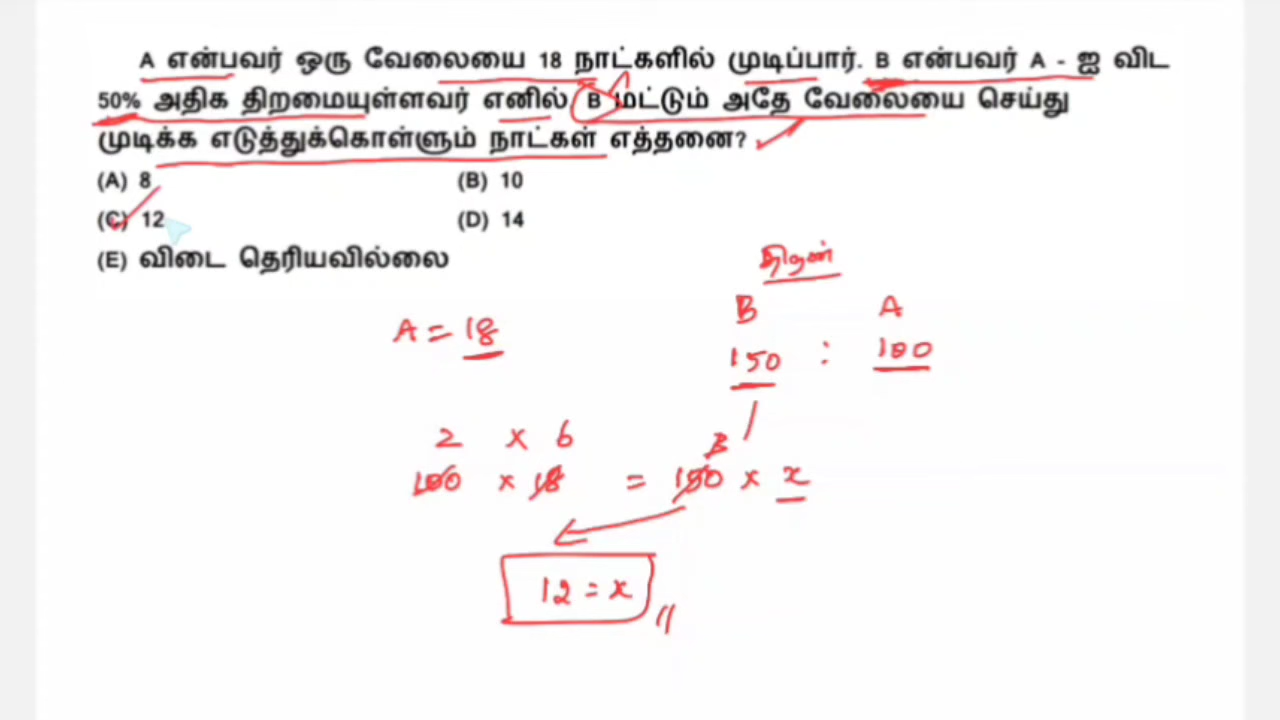 A என்பவர் ஒரு வேலையை 18 நாட்களில் முடிப்பார். B என்பவர் A - ஐ விட
50% அதிக திறமையுள்ளவர் எனில் B மட்டும் அதே வேலையை செய்து
முடிக்க எடுத்துக்கொள்ளும் நாட்கள் எத்தனை?
(A) 8 (B) 10
(C) 12 (D) 14
(E) விடை தெரியவில்லை
திறன்
B A
A = 18
150 : 100
2 × 6
100 × 18 = 150 × x
12 = x